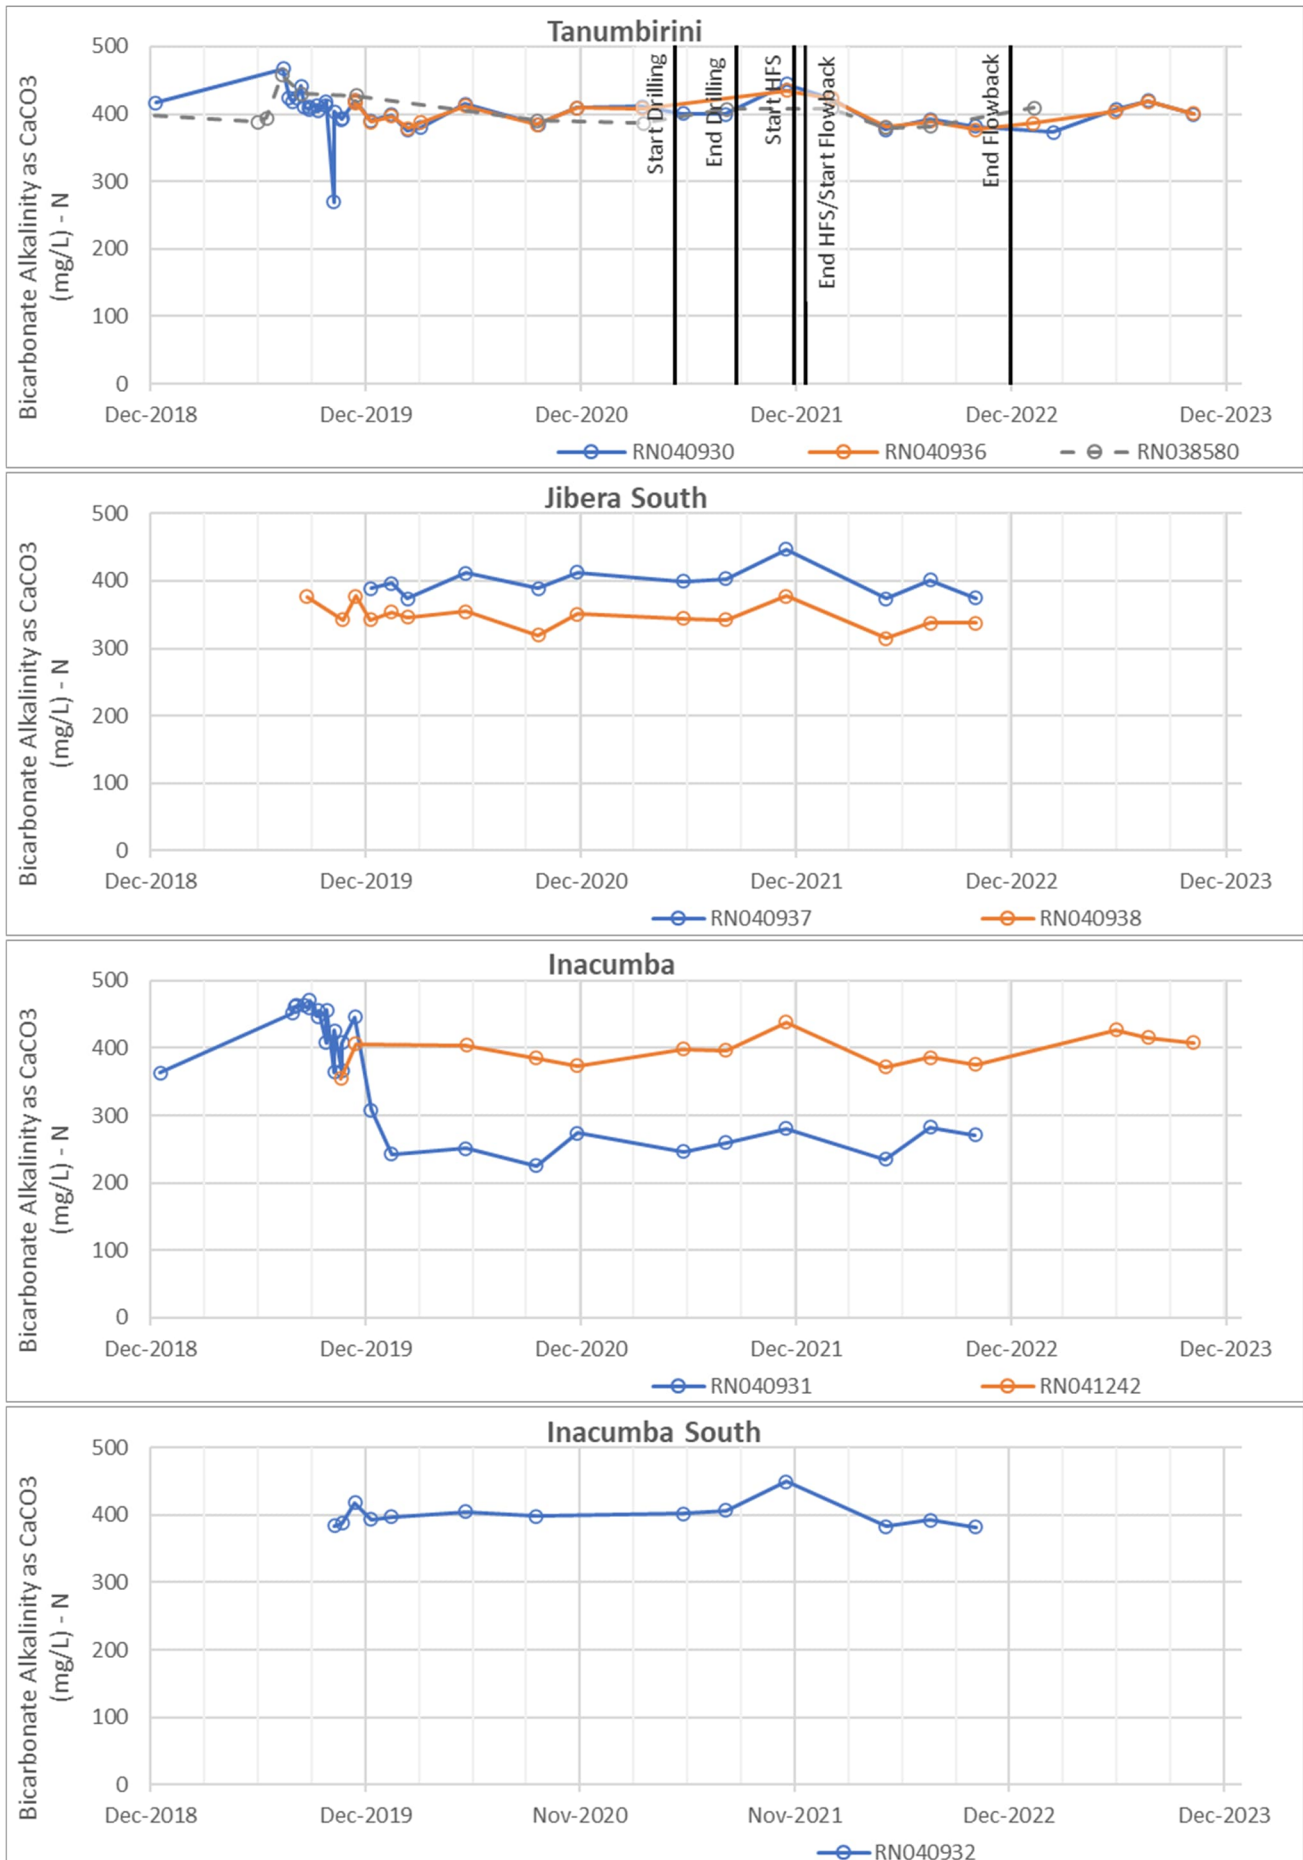 Tanumbirini
Bicarbonate Alkalinity as CaCO3
(mg/L) - N
500
400
300
200
100
0
Start Drilling
End Drilling
Start HFS
End HFS/Start Flowback
End Flowback
Dec-2018 Dec-2019 Dec-2020 Dec-2021 Dec-2022 Dec-2023
RN040930 RN040936 RN038580
Jibera South
Bicarbonate Alkalinity as CaCO3
(mg/L) - N
500
400
300
200
100
0
Dec-2018 Dec-2019 Dec-2020 Dec-2021 Dec-2022 Dec-2023
RN040937 RN040938
Inacumba
Bicarbonate Alkalinity as CaCO3
(mg/L) - N
500
400
300
200
100
0
Dec-2018 Dec-2019 Dec-2020 Dec-2021 Dec-2022 Dec-2023
RN040931 RN041242
Inacumba South
Bicarbonate Alkalinity as CaCO3
(mg/L) - N
500
400
300
200
100
0
Dec-2018 Dec-2019 Nov-2020 Nov-2021 Dec-2022 Dec-2023
RN040932